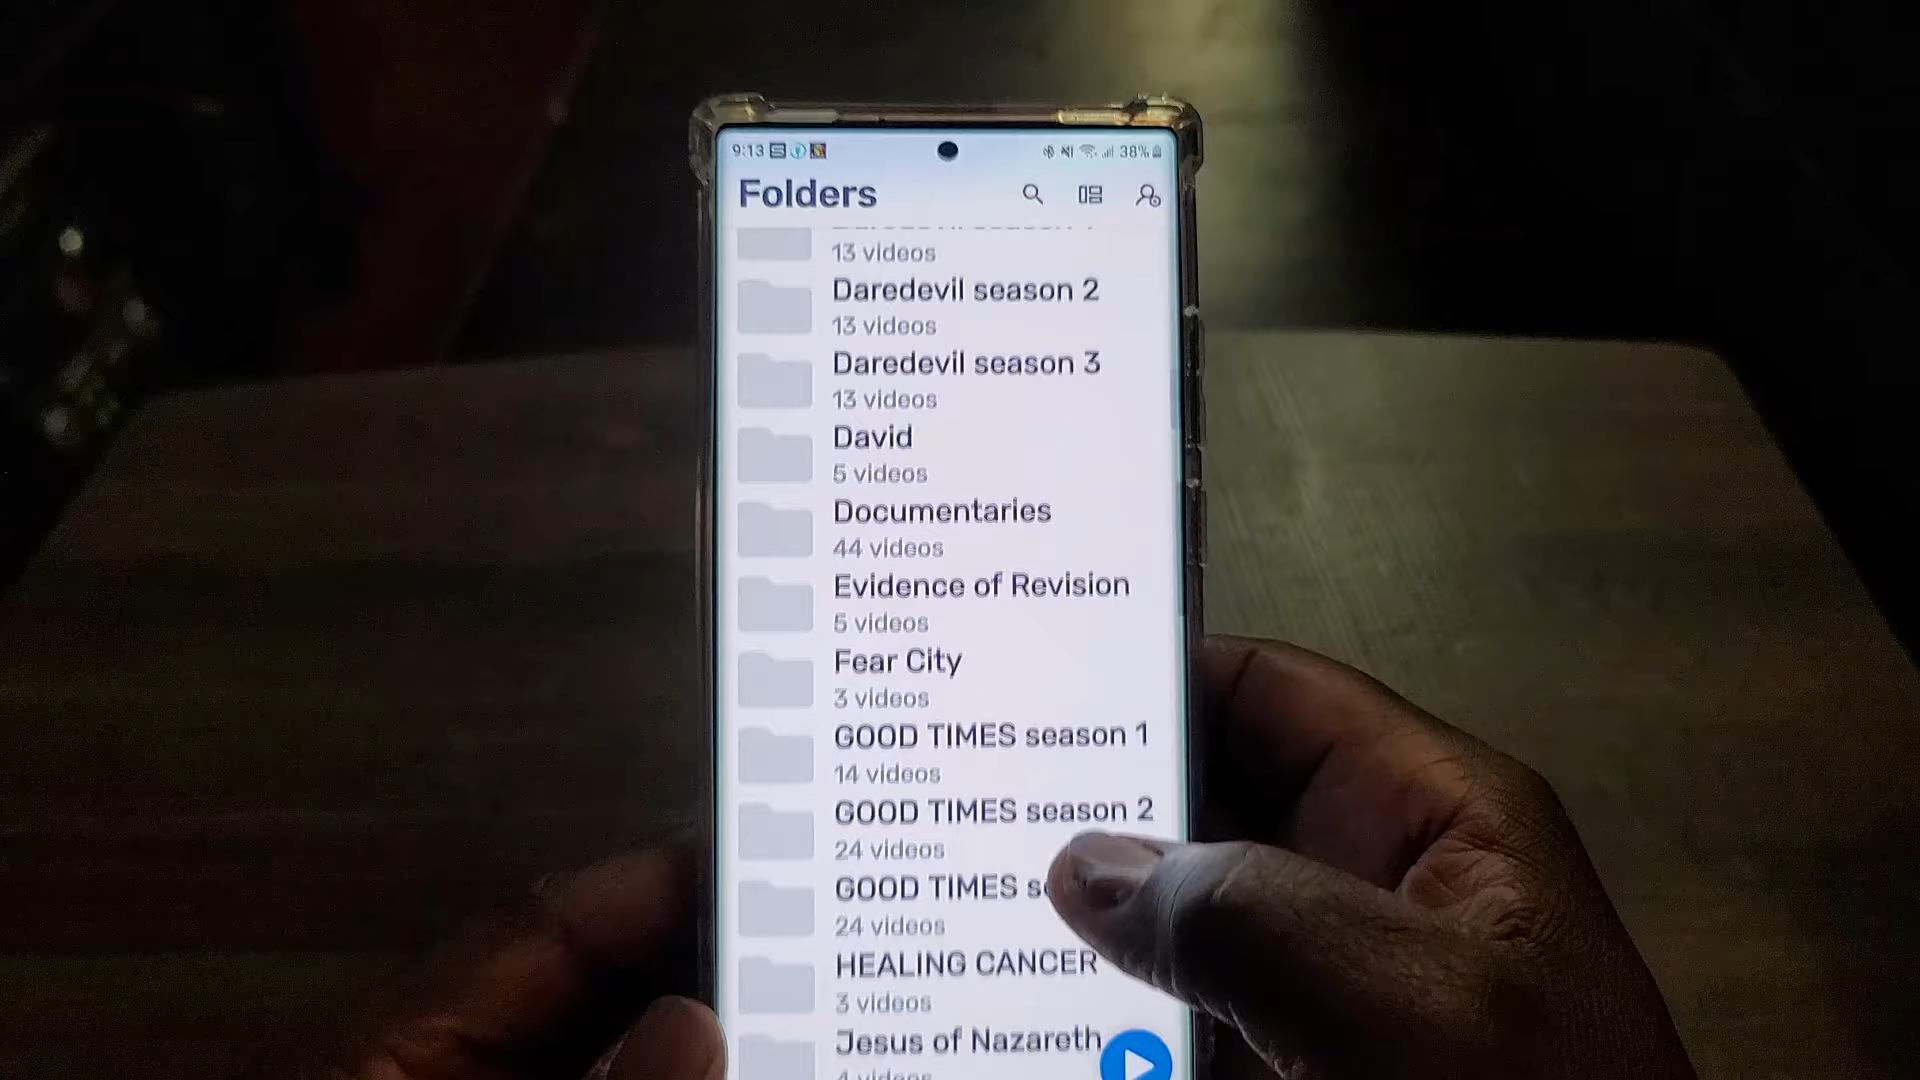 9:13 38%
Folders
13 videos
Daredevil season 2
13 videos
Daredevil season 3
13 videos
David
5 videos
Documentaries
44 videos
Evidence of Revision
5 videos
Fear City
3 videos
GOOD TIMES season 1
14 videos
GOOD TIMES season 2
24 videos
GOOD TIMES
24 videos
HEALING CANCER
3 videos
Jesus of Nazareth
4 videos